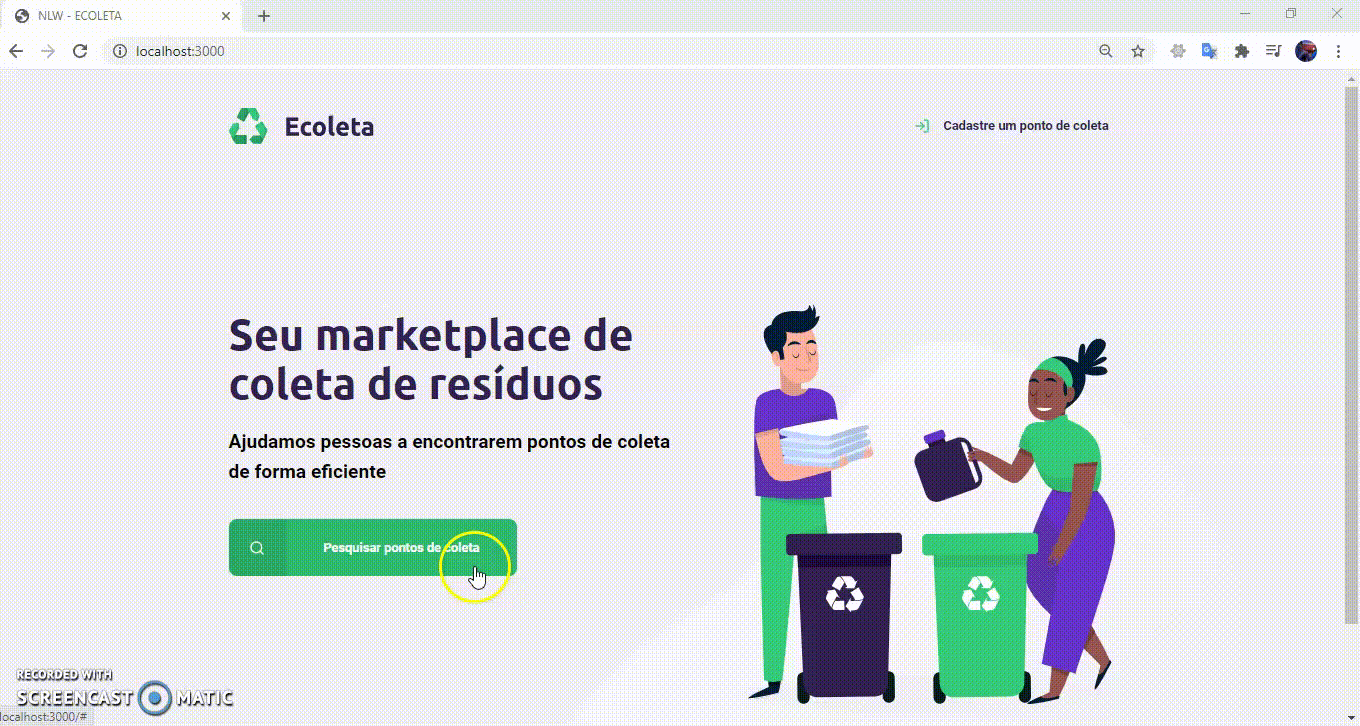 NLW - ECOLETA
localhost:3000
Ecoleta
Cadastre um ponto de coleta
Seu marketplace de
coleta de resíduos
Ajudamos pessoas a encontrarem pontos de coleta
de forma eficiente
Pesquisar pontos de coleta
RECORDED WITH
SCREENCAST MATIC
localhost:3000/#